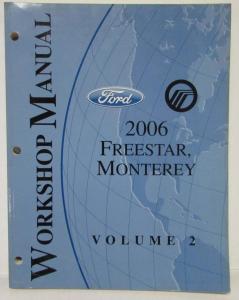 WORKSHOP MANUAL
Ford
2006
FREESTAR,
MONTEREY
VOLUME 2